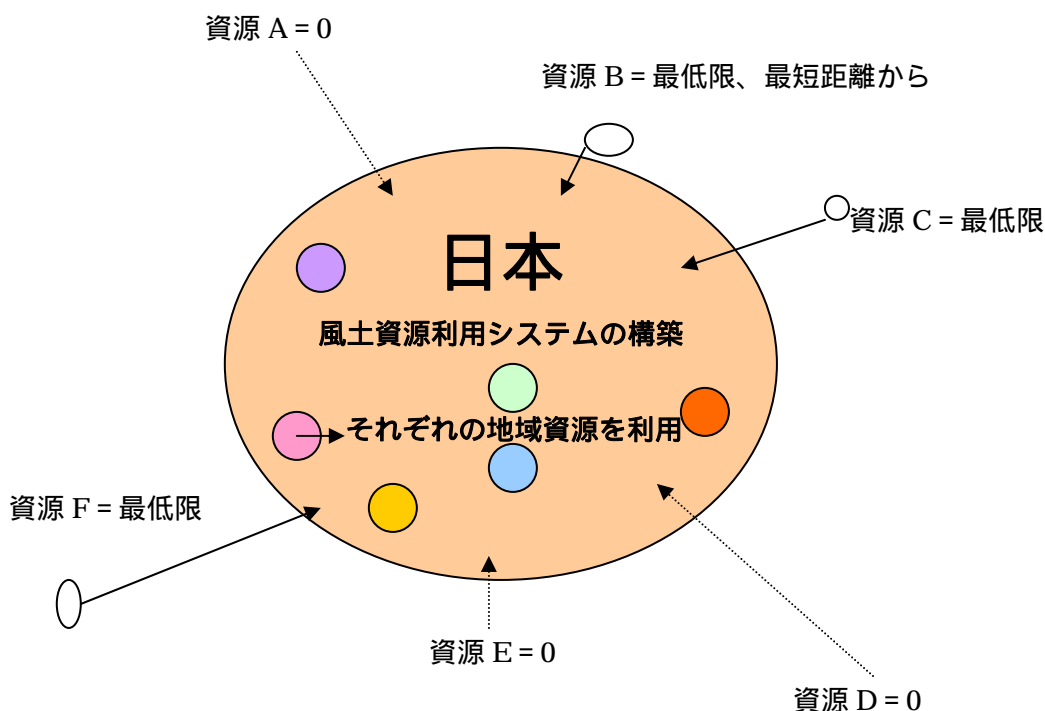 資源 A = 0
資源 B = 最低限、最短距離から
資源 C = 最低限
日本
風土資源利用システムの構築
それぞれの地域資源を利用
資源 F = 最低限
資源 E = 0
資源 D = 0